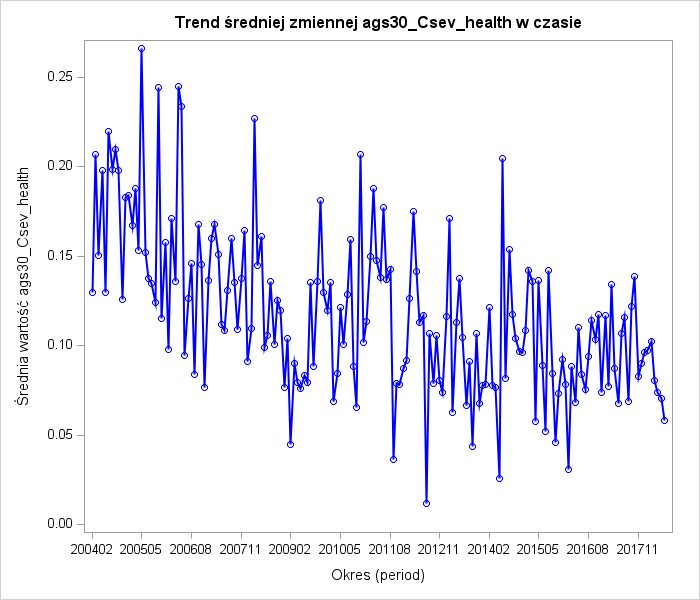 Trend średniej zmiennej ags30_Csev_health w czasie
Średnia wartość ags30_Csev_health
0.25
0.20
0.15
0.10
0.05
0.00
200402 200505 200608 200711 200902 201005 201108 201211 201402 201505 201608 201711
Okres (period)